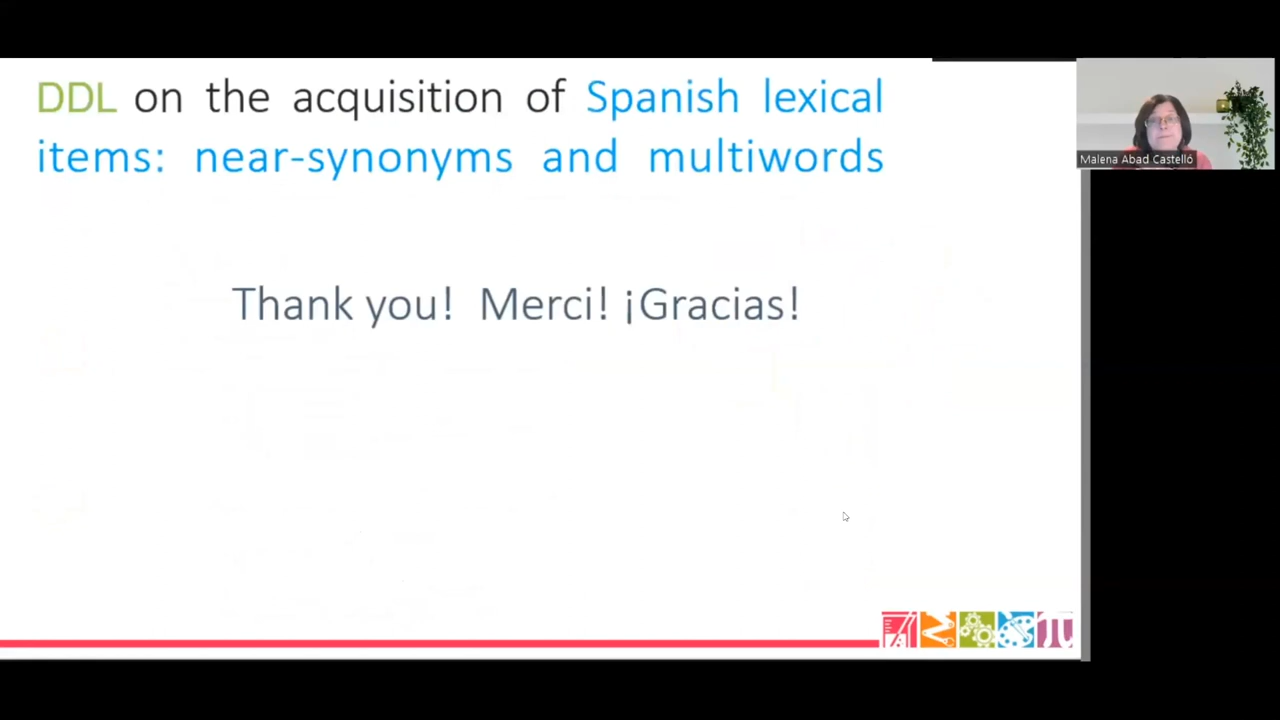 DDL on the acquisition of Spanish lexical
items: near-synonyms and multiwords
Malena Abad Castelló
Thank you! Merci! ¡Gracias!